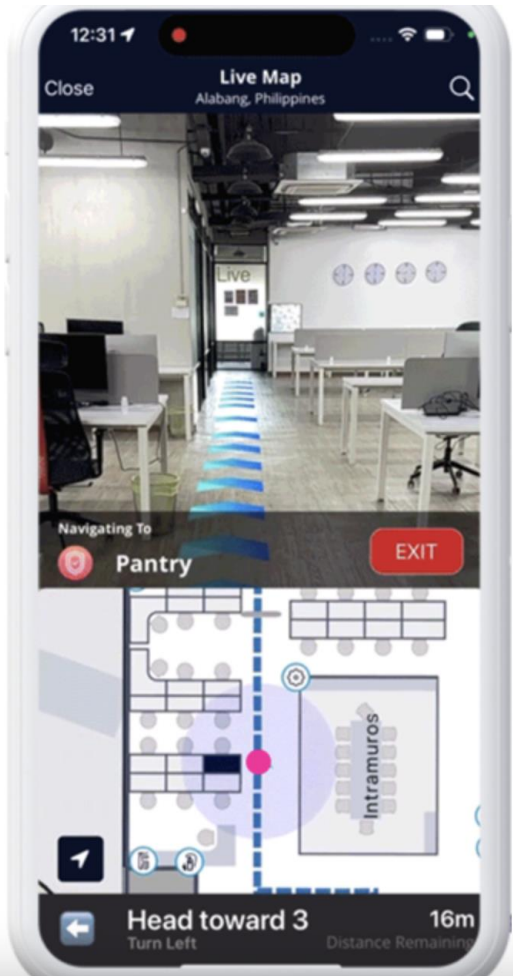 12:31
Close
Live Map
Alabang, Philippines
Live
Navigating To
Pantry
EXIT
Intramuros
Head toward 3
Turn Left
16m
Distance Remaining